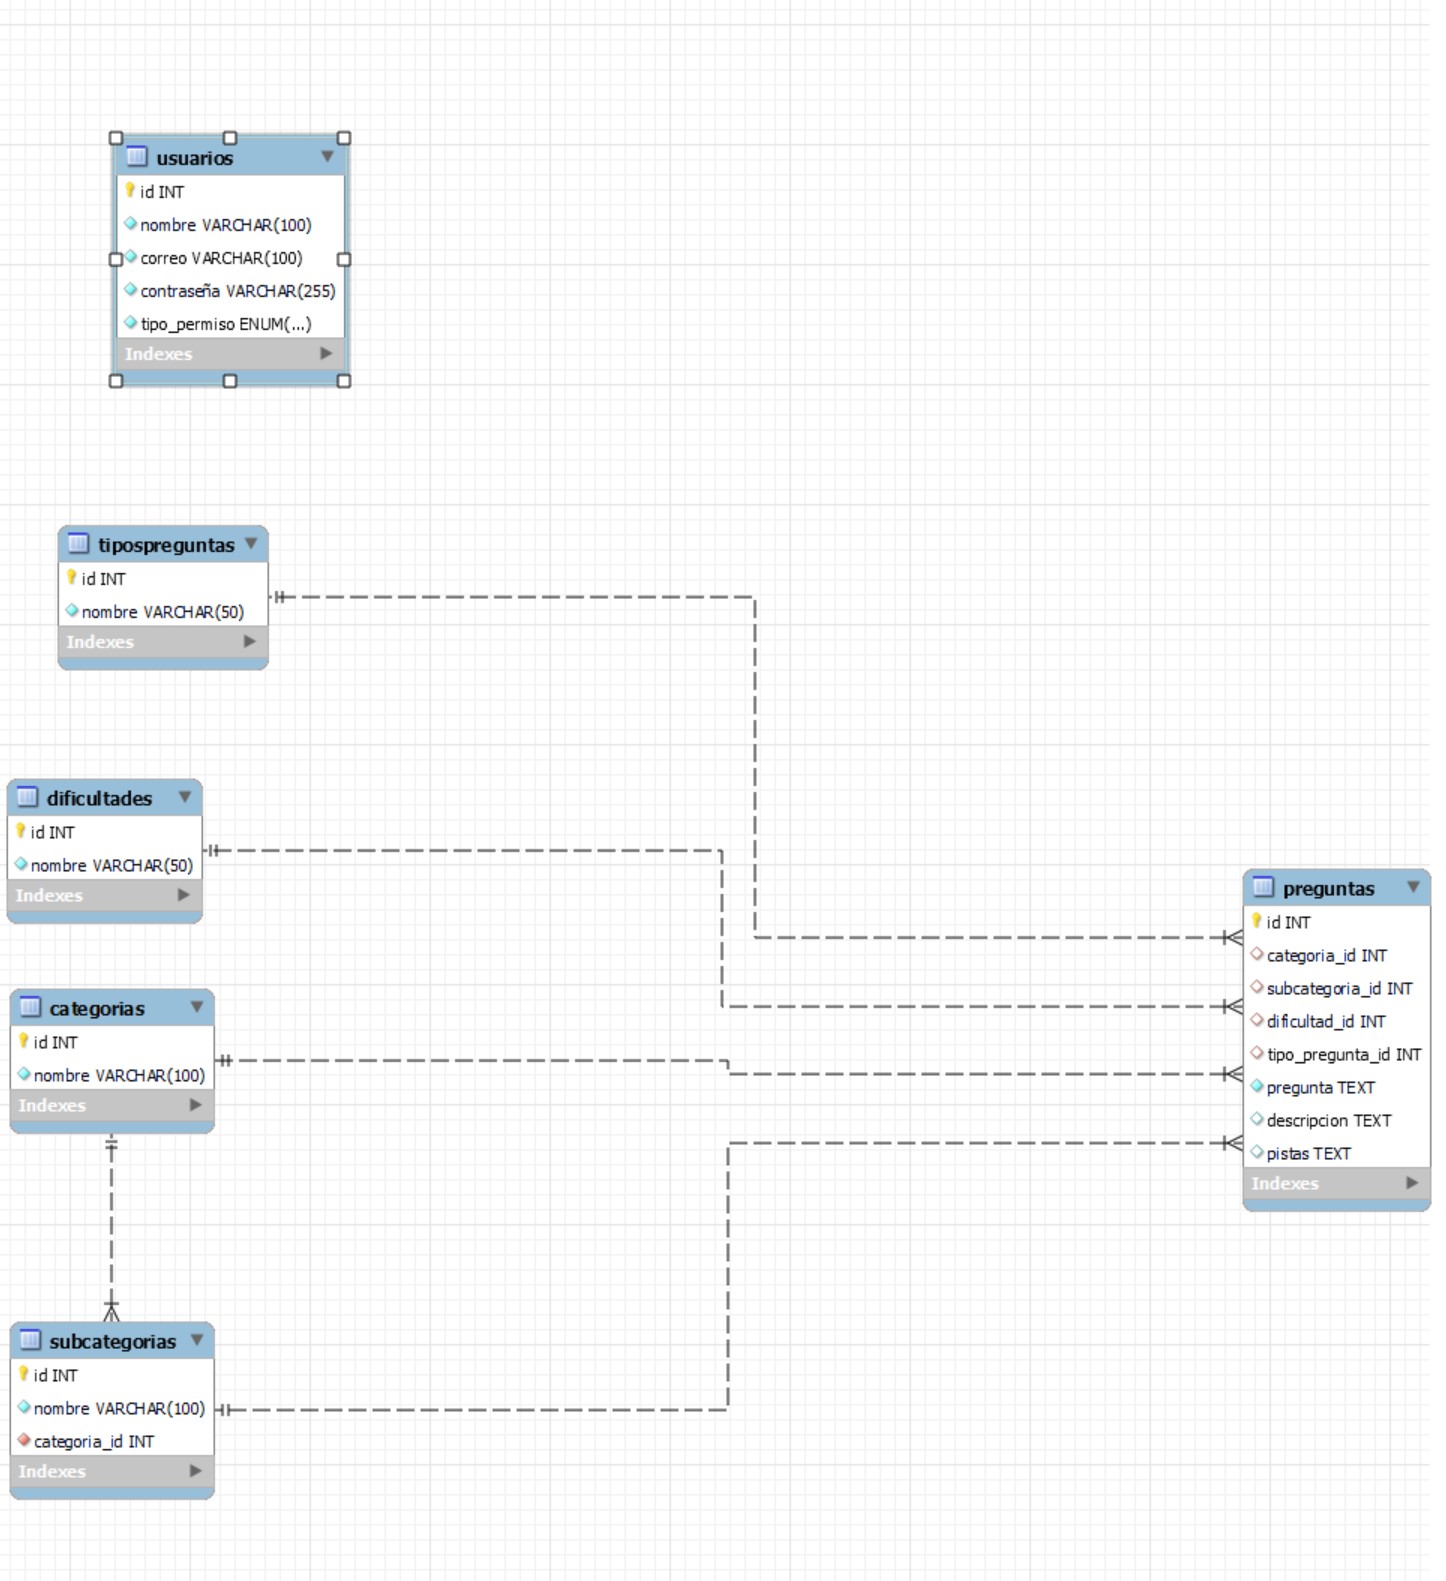 usuarios
id INT
nombre VARCHAR(100)
correo VARCHAR(100)
contraseña VARCHAR(255)
tipo_permiso ENUM(...)
Indexes
tipospreguntas
id INT
nombre VARCHAR(50)
Indexes
dificultades
id INT
nombre VARCHAR(50)
Indexes
categorias
id INT
nombre VARCHAR(100)
Indexes
subcategorias
id INT
nombre VARCHAR(100)
categoria_id INT
Indexes
preguntas
id INT
categoria_id INT
subcategoria_id INT
dificultad_id INT
tipo_pregunta_id INT
pregunta TEXT
descripcion TEXT
pistas TEXT
Indexes